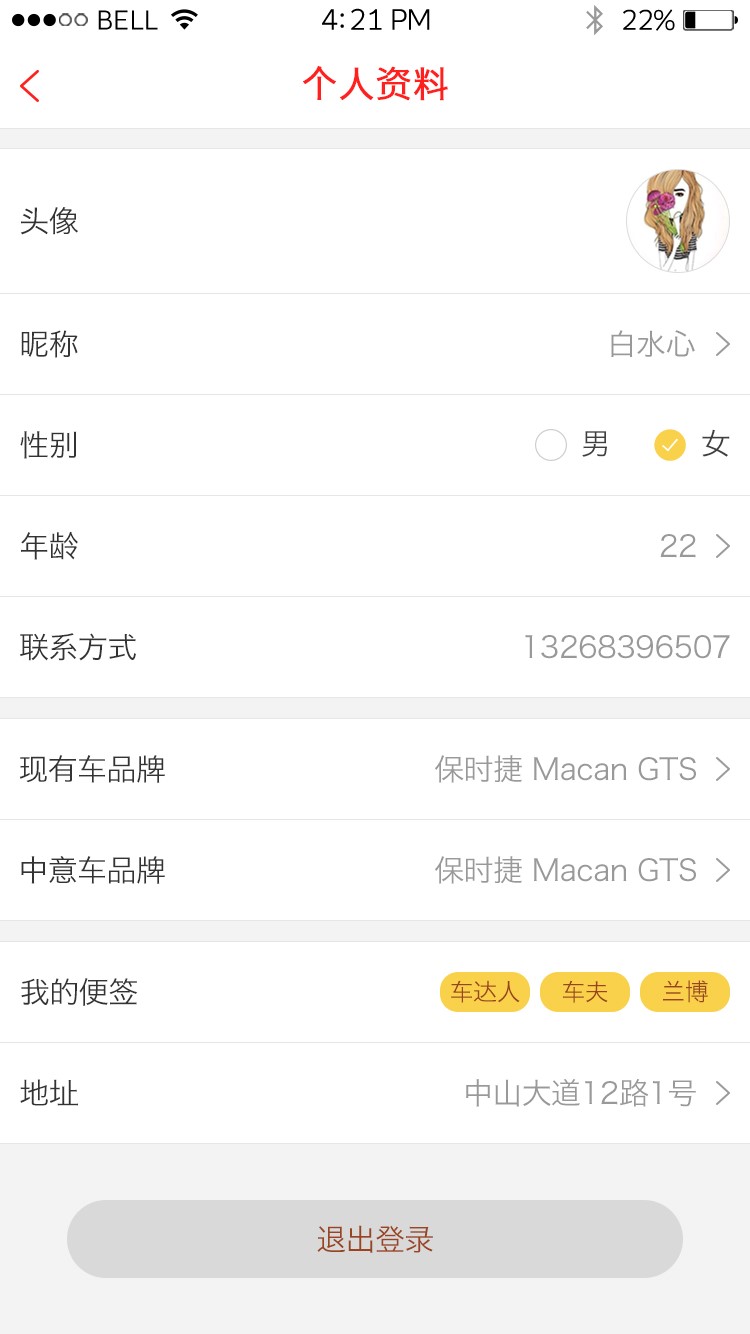 BELL 4:21 PM 22%
个人资料
头像
昵称 白水心
性别 男 女
年龄 22
联系方式 13268396507
现有车品牌 保时捷 Macan GTS
中意车品牌 保时捷 Macan GTS
我的便签 车达人 车夫 兰博
地址 中山大道12路1号
退出登录